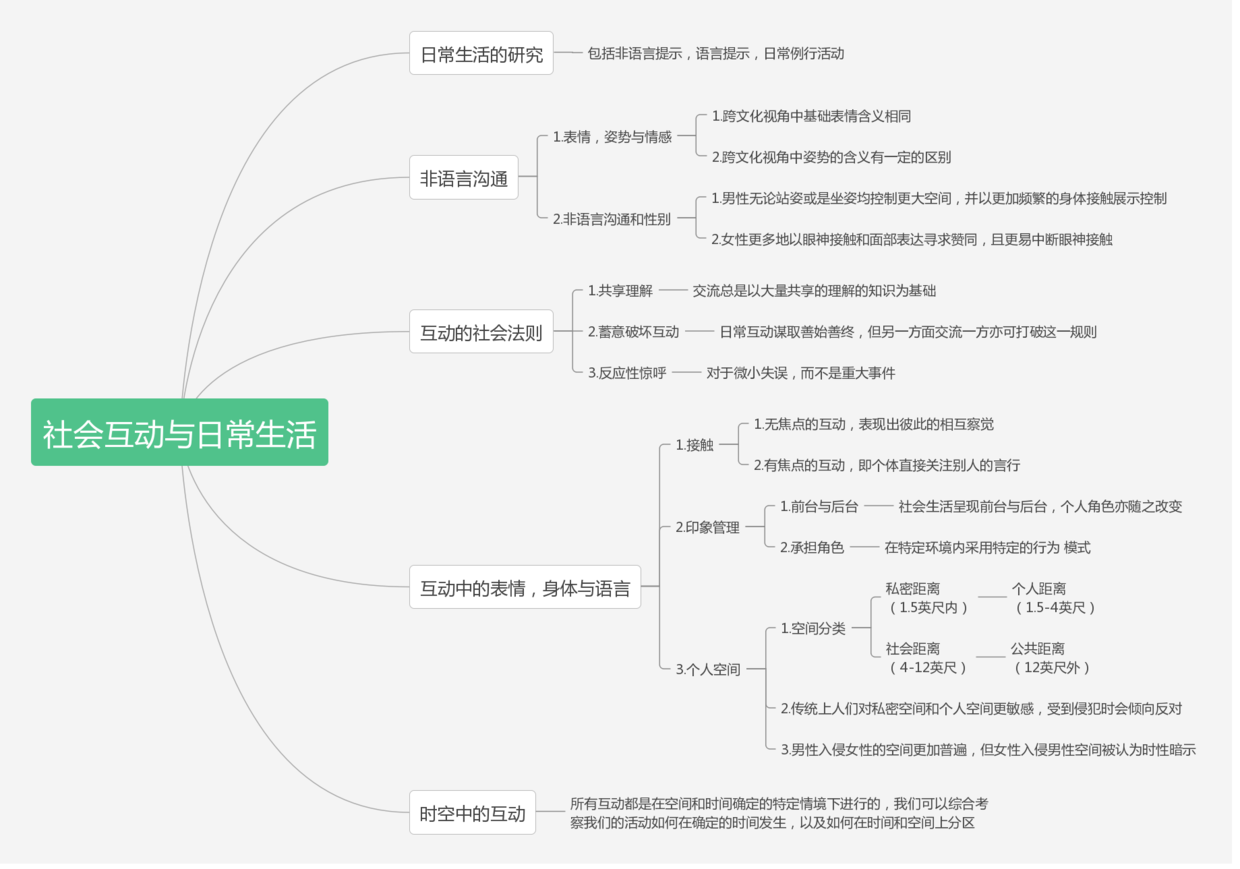 社会互动与日常生活
日常生活的研究
包括非语言提示，语言提示，日常例行活动
非语言沟通
1.表情，姿势与情感
1.跨文化视角中基础表情含义相同
2.跨文化视角中姿势的含义有一定的区别
2.非语言沟通和性别
1.男性无论站姿或是坐姿均控制更大空间，并以更加频繁的身体接触展示控制
2.女性更多地以眼神接触和面部表达寻求赞同，且更易中断眼神接触
互动的社会法则
1.共享理解
交流总是以大量共享的理解的知识为基础
2.蓄意破坏互动
日常互动谋取善始善终，但另一方面交流一方亦可打破这一规则
3.反应性惊呼
对于微小失误，而不是重大事件
互动中的表情，身体与语言
1.接触
1.无焦点的互动，表现出彼此的相互察觉
2.有焦点的互动，即个体直接关注别人的言行
2.印象管理
1.前台与后台
社会生活呈现前台与后台，个人角色亦随之改变
2.承担角色
在特定环境内采用特定的行为 模式
3.个人空间
1.空间分类
私密距离
（1.5英尺内）
个人距离
（1.5-4英尺）
社会距离
（4-12英尺）
公共距离
（12英尺外）
2.传统上人们对私密空间和个人空间更敏感，受到侵犯时会倾向反对
3.男性入侵女性的空间更加普遍，但女性入侵男性空间被认为时性暗示
时空中的互动
所有互动都是在空间和时间确定的特定情境下进行的，我们可以综合考
察我们的活动如何在确定的时间发生，以及如何在时间和空间上分区